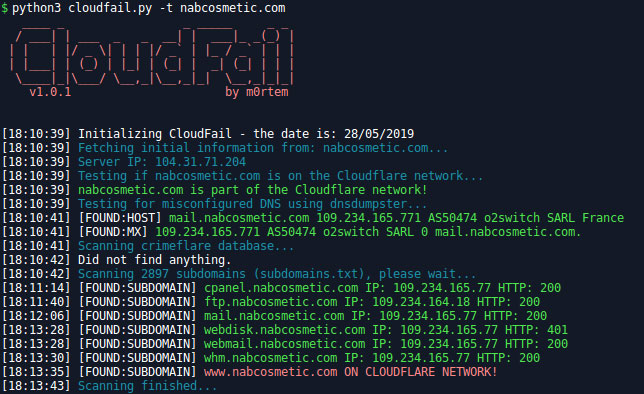 $ python3 cloudfail.py -t nabcosmetic.com
CloudFail
v1.0.1 by m0rtem
[18:10:39] Initializing CloudFail - the date is: 28/05/2019
[18:10:39] Fetching initial information from: nabcosmetic.com...
[18:10:39] Server IP: 104.31.71.204
[18:10:39] Testing if nabcosmetic.com is on the Cloudflare network...
[18:10:39] nabcosmetic.com is part of the Cloudflare network!
[18:10:39] Testing for misconfigured DNS using dnsdumpster...
[18:10:41] [FOUND:HOST] mail.nabcosmetic.com 109.234.165.771 AS50474 o2switch SARL France
[18:10:41] [FOUND:MX] 109.234.165.771 AS50474 o2switch SARL 0 mail.nabcosmetic.com.
[18:10:41] Scanning crimeflare database...
[18:10:42] Did not find anything.
[18:10:42] Scanning 2897 subdomains (subdomains.txt), please wait...
[18:11:14] [FOUND:SUBDOMAIN] cpanel.nabcosmetic.com IP: 109.234.165.77 HTTP: 200
[18:11:40] [FOUND:SUBDOMAIN] ftp.nabcosmetic.com IP: 109.234.164.18 HTTP: 200
[18:12:06] [FOUND:SUBDOMAIN] mail.nabcosmetic.com IP: 109.234.165.77 HTTP: 200
[18:13:28] [FOUND:SUBDOMAIN] webdisk.nabcosmetic.com IP: 109.234.165.77 HTTP: 401
[18:13:28] [FOUND:SUBDOMAIN] webmail.nabcosmetic.com IP: 109.234.165.77 HTTP: 200
[18:13:30] [FOUND:SUBDOMAIN] whm.nabcosmetic.com IP: 109.234.165.77 HTTP: 200
[18:13:35] [FOUND:SUBDOMAIN] www.nabcosmetic.com ON CLOUDFLARE NETWORK!
[18:13:43] Scanning finished...